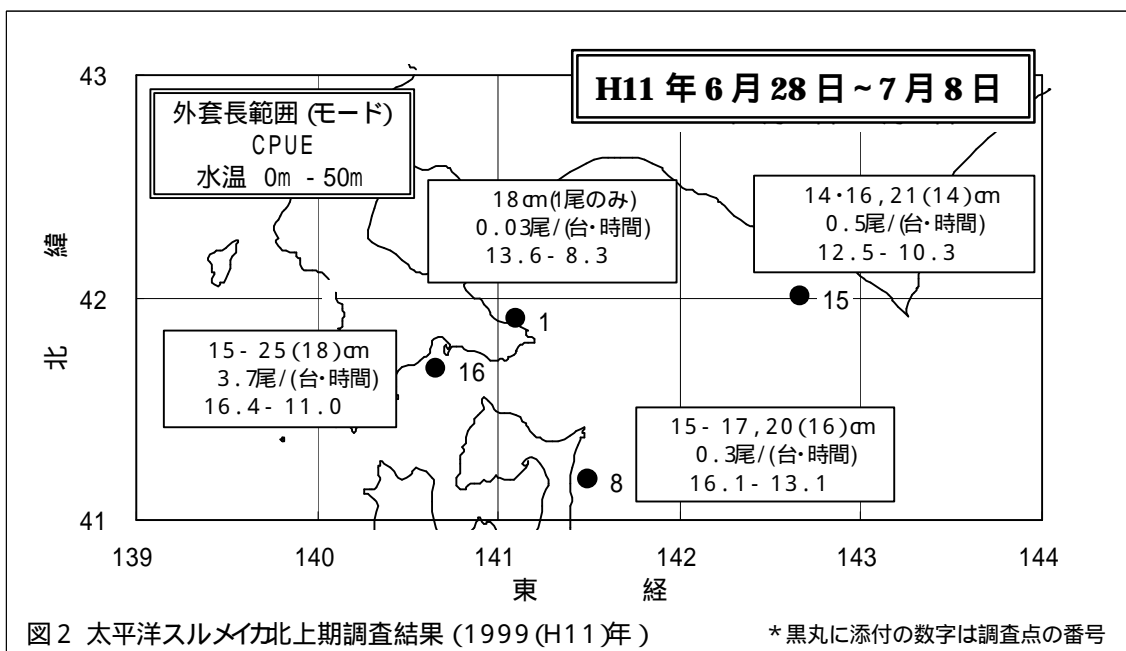 H11年6月28日~7月8日
外套長範囲(モード)
CPUE
水温 0m - 50m
18cm(1尾のみ)
0.03尾/(台・時間)
13.6- 8.3
14・16,21(14)cm
0.5尾/(台・時間)
12.5- 10.3
15- 25(18)cm
3.7尾/(台・時間)
16.4- 11.0
15- 17,20(16)cm
0.3尾/(台・時間)
16.1- 13.1
1
15
16
8
43
42
41
北 緯
139 140 141 142 143 144
東 経
図2 太平洋スルメイカ北上期調査結果(1999(H11)年)
*黒丸に添付の数字は調査点の番号